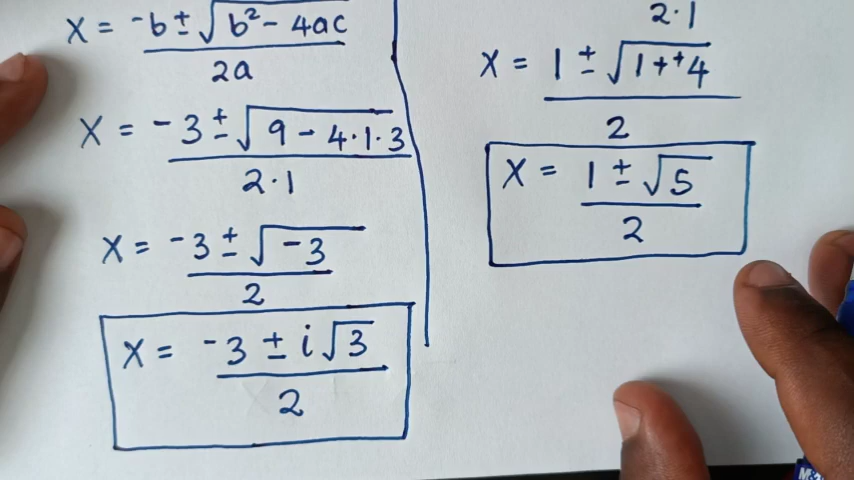 x = -b ± √b² - 4ac
2a
x = -3 ± √9 - 4·1·3
2·1
x = -3 ± √-3
2
x = -3 ± i√3
2
2·1
x = 1 ± √1 + +4
2
x = 1 ± √5
2